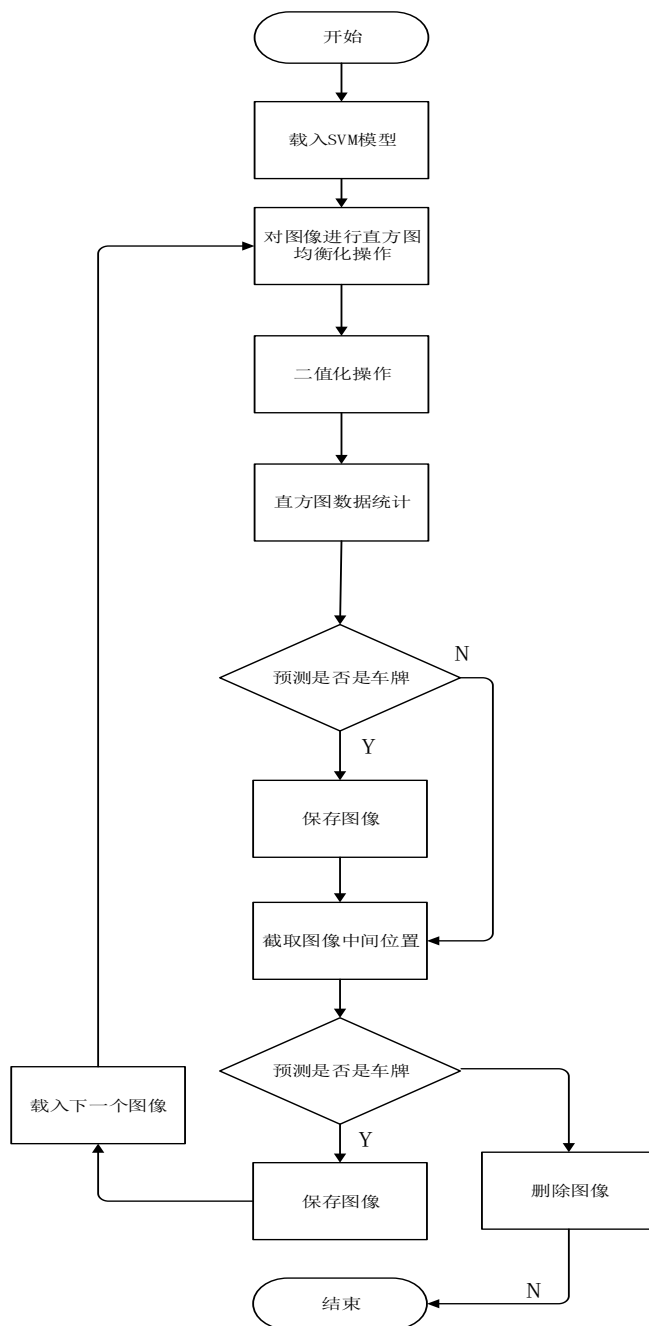 开始
载入SVM模型
对图像进行直方图
均衡化操作
二值化操作
直方图数据统计
预测是否是车牌
N
Y
保存图像
截取图像中间位置
预测是否是车牌
载入下一个图像
Y
保存图像
删除图像
N
结束